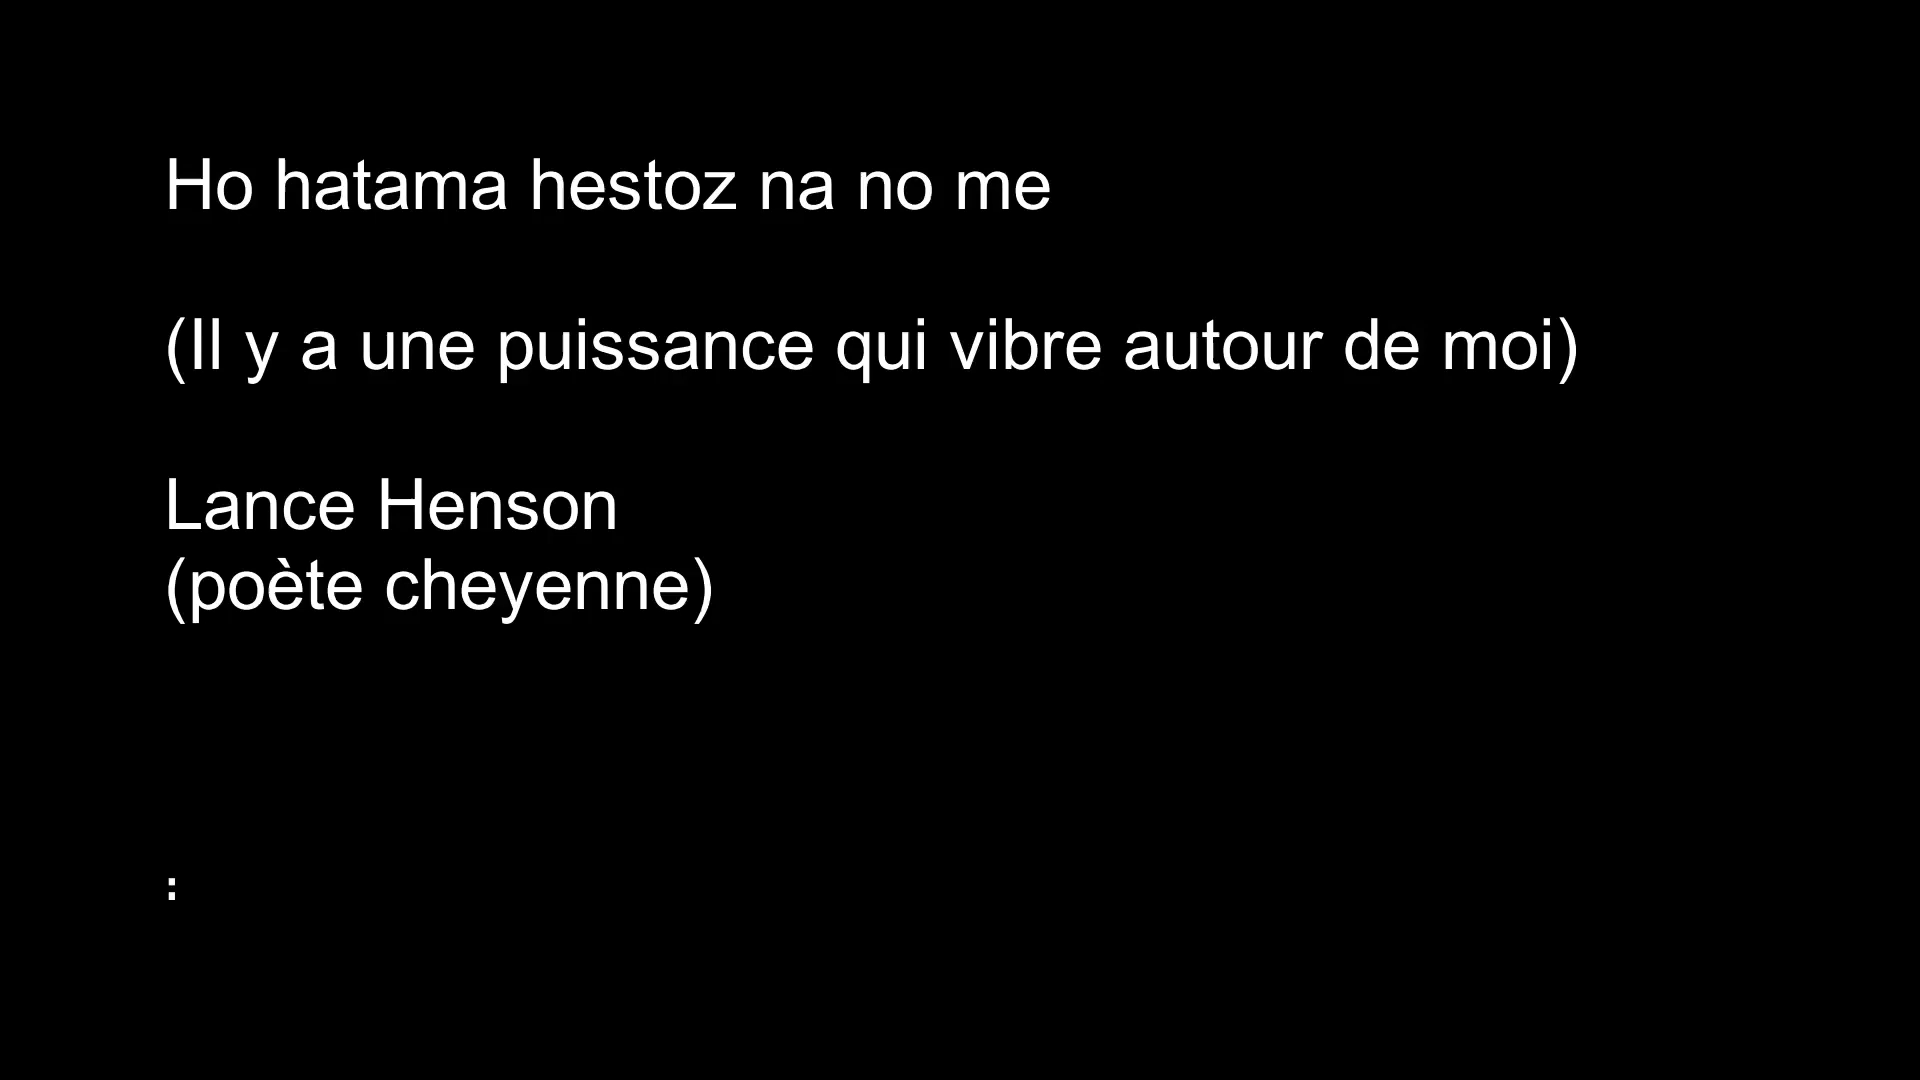 Ho hatama hestoz na no me
(Il y a une puissance qui vibre autour de moi)
Lance Henson
(poète cheyenne)
: